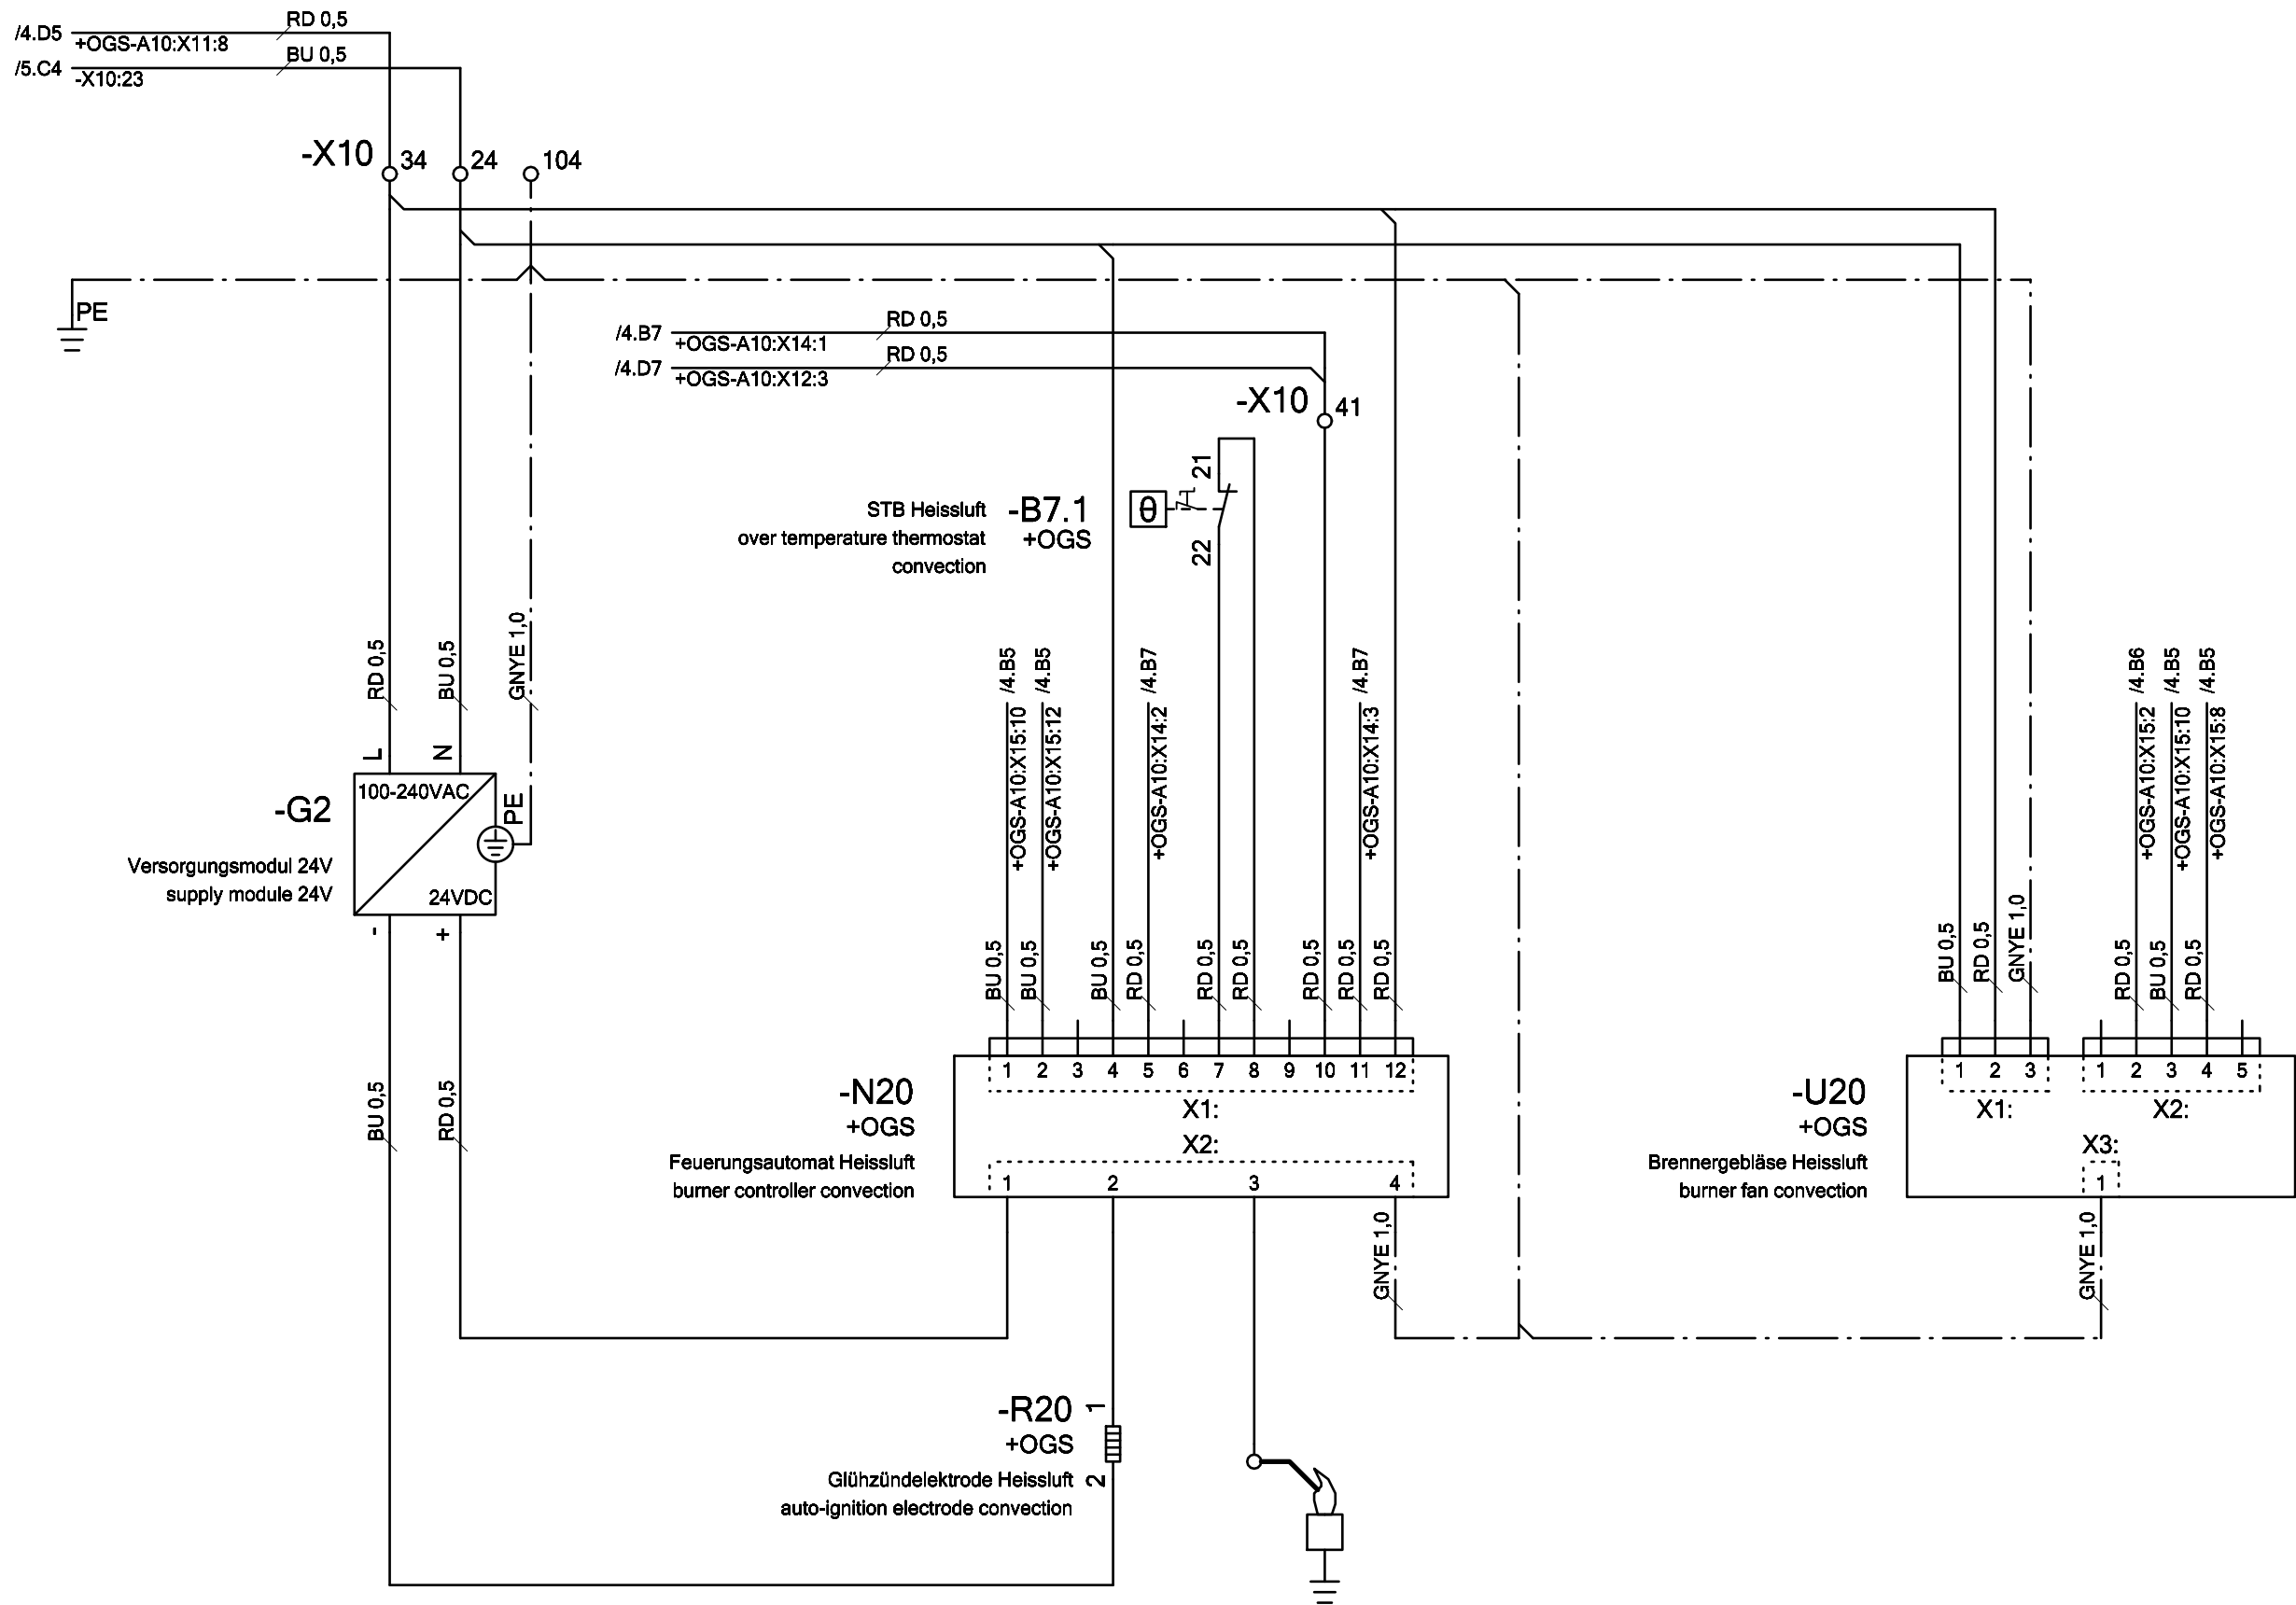 /4.D5
+OGS-A10:X11:8
RD 0,5
/5.C4
-X10:23
BU 0,5
-X10
34
24
104
PE
/4.B7
+OGS-A10:X14:1
RD 0,5
/4.D7
+OGS-A10:X12:3
RD 0,5
-X10
41
21
22
θ
STB Heissluft
over temperature thermostat
convection
-B7.1
+OGS
RD 0,5
BU 0,5
GNYE 1,0
L
N
100-240VAC
24VDC
PE
-G2
Versorgungsmodul 24V
supply module 24V
-
+
BU 0,5
RD 0,5
/4.B5
/4.B5
/4.B7
/4.B7
+OGS-A10:X15:10
+OGS-A10:X15:12
+OGS-A10:X14:2
+OGS-A10:X14:3
BU 0,5
BU 0,5
BU 0,5
RD 0,5
RD 0,5
RD 0,5
RD 0,5
RD 0,5
RD 0,5
1 2 3 4 5 6 7 8 9 10 11 12
X1:
X2:
1 2 3 4
-N20
+OGS
Feuerungsautomat Heissluft
burner controller convection
GNYE 1,0
/4.B6
/4.B5
/4.B5
+OGS-A10:X15:2
+OGS-A10:X15:10
+OGS-A10:X15:8
BU 0,5
RD 0,5
GNYE 1,0
RD 0,5
BU 0,5
RD 0,5
1 2 3
1 2 3 4 5
X1:
X2:
X3:
1
-U20
+OGS
Brennergebläse Heissluft
burner fan convection
GNYE 1,0
-R20
+OGS
1
2
Glühzündelektrode Heissluft
auto-ignition electrode convection